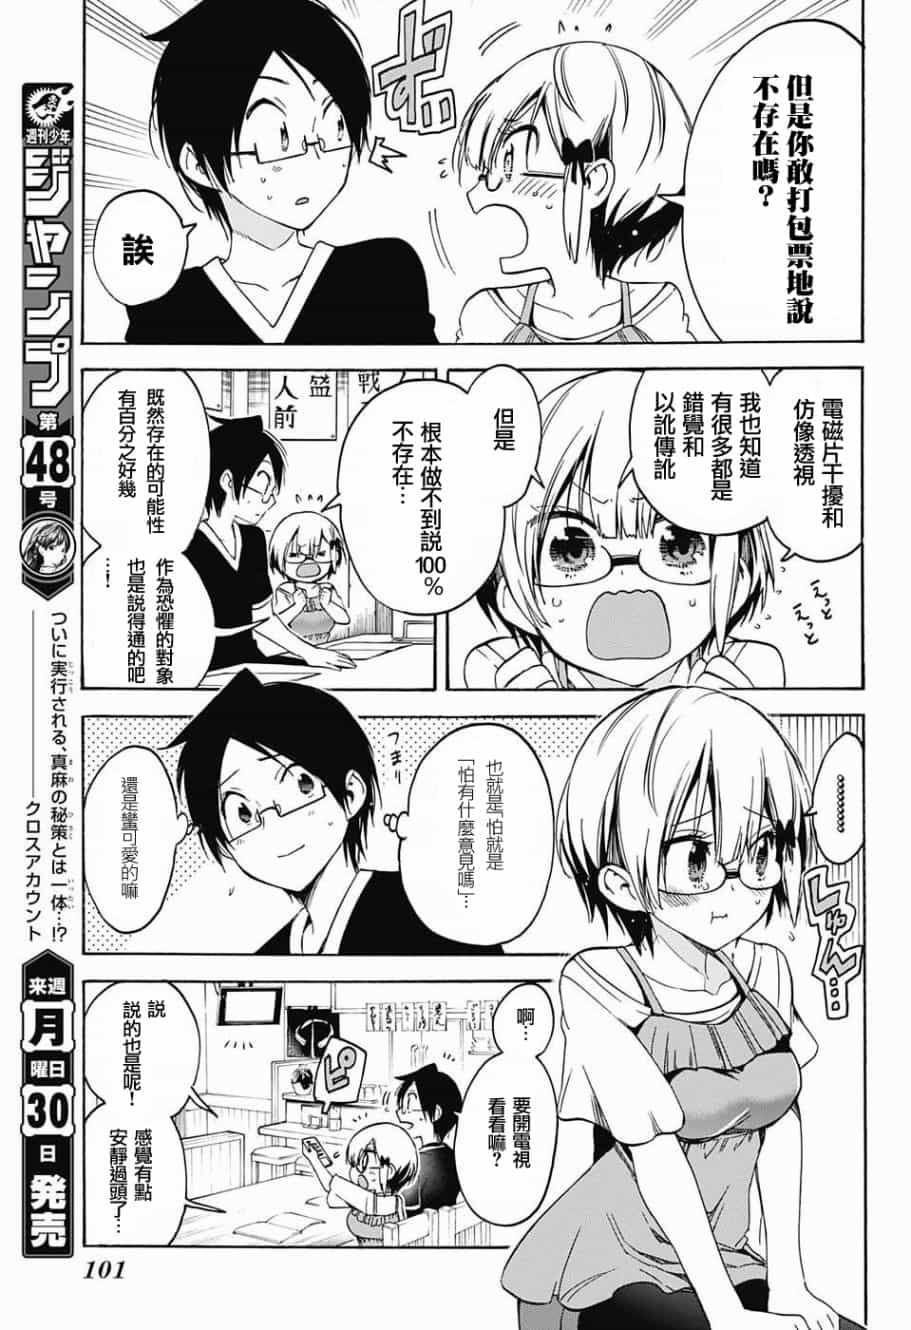 但是你敢打包票地說
不存在嗎？
ずいっ
誒
電磁片干擾和
仿像透視
我也知道
有很多都是
錯覺和
以訛傳訛
えっと
えっと
但是
根本做不到說100%
不存在…
戰
盛
人前
既然存在的可能性
有百分之好幾
…！
作為恐懼的對象
也是說得通的吧
………
しゅん…
つまり
也就是「怕就是
「怕有什麼意見嗎」…
還是蠻可愛的嘛
啊…
要開電視
看看嘛？
ピピ
說
說的也是呢！
感覺有點
安靜過頭了…
101
週刊少年
ジャンプ
第
48
号
ついに実行される、真麻の秘策とは一体…!?
クロスアカウント
来週
月
曜日
30
日
発売